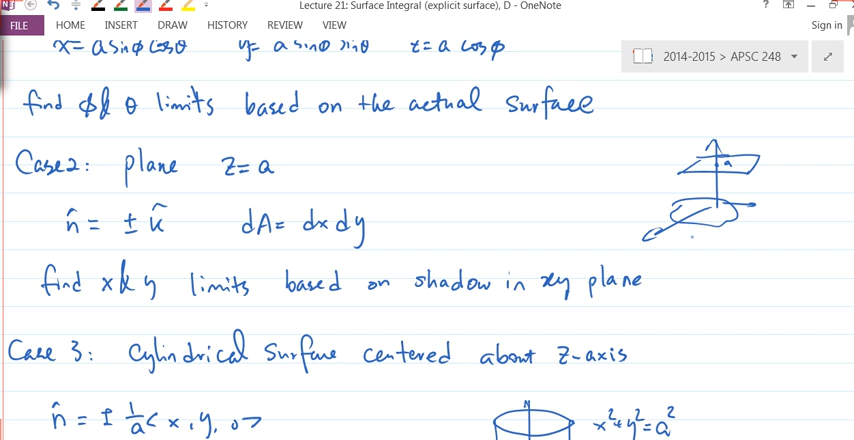 Lecture 21: Surface Integral (explicit surface), D - OneNote
FILE HOME INSERT DRAW HISTORY REVIEW VIEW Sign in
x = a sinϕ cosθ y = a sinϕ sinθ z = a cosϕ
2014-2015 > APSC 248
find ϕ & θ limits based on the actual surface
Case 2: plane z = a
a
n̂ = ± k̂ dA = dx dy
find x & y limits based on shadow in xy plane
Case 3: Cylindrical Surface centered about z-axis
n̂ = ± 1/a < x, y, 0 >
x² + y² = a²